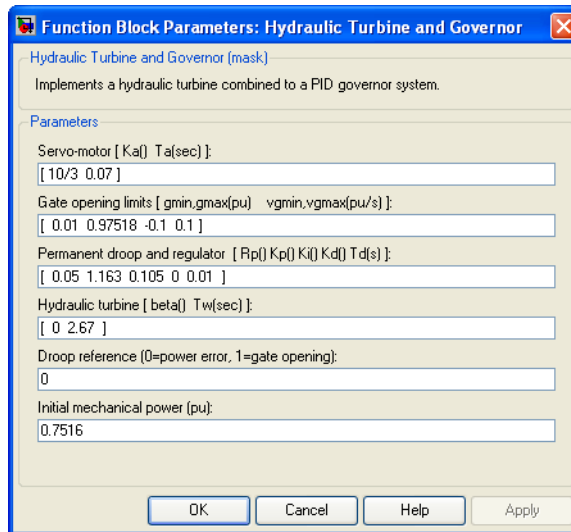 Function Block Parameters: Hydraulic Turbine and Governor
Hydraulic Turbine and Governor (mask)
Implements a hydraulic turbine combined to a PID governor system.
Parameters
Servo-motor [ Ka() Ta(sec) ]:
[ 10/3 0.07 ]
Gate opening limits [ gmin,gmax(pu) vgmin,vgmax(pu/s) ]:
[ 0.01 0.97518 -0.1 0.1 ]
Permanent droop and regulator [ Rp() Kp() Ki() Kd() Td(s) ]:
[ 0.05 1.163 0.105 0 0.01 ]
Hydraulic turbine [ beta() Tw(sec) ]:
[ 0 2.67 ]
Droop reference (0=power error, 1=gate opening):
0
Initial mechanical power (pu):
0.7516
OK Cancel Help Apply